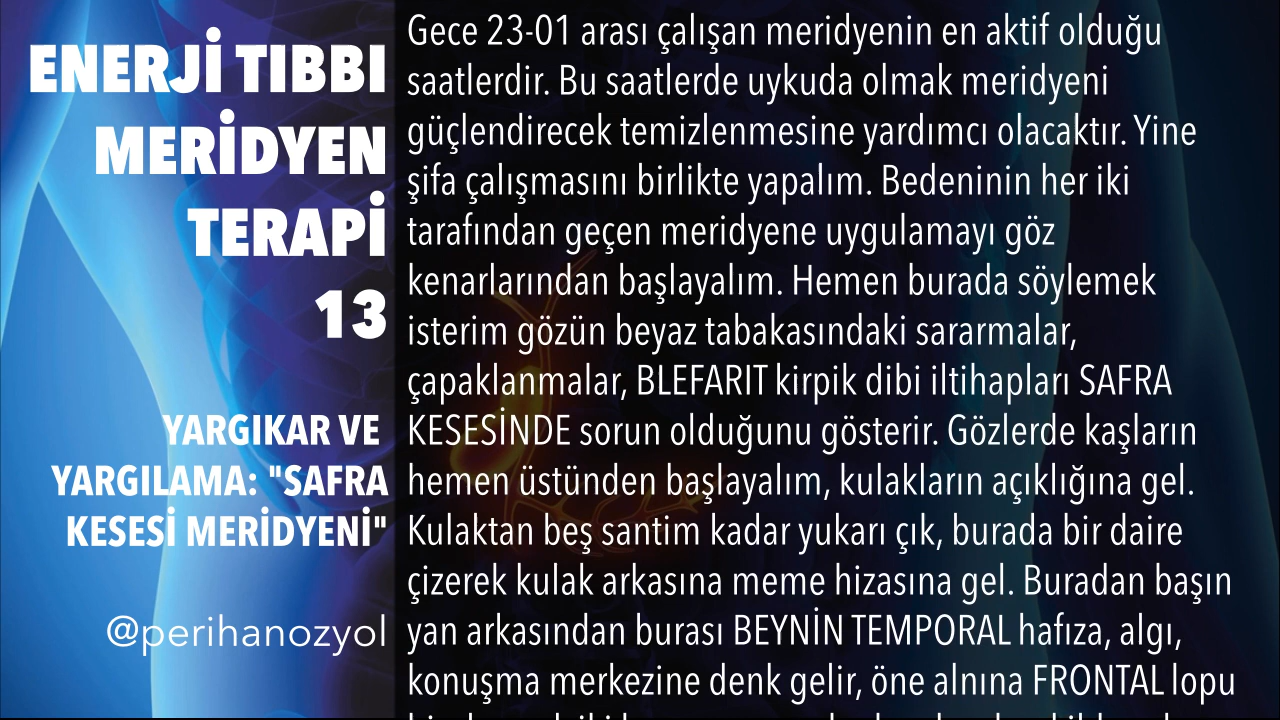 ENERJİ TIBBI
MERİDYEN
TERAPİ
13
YARGIKAR VE
YARGILAMA: "SAFRA
KESESİ MERİDYENİ"
@perihanozyol
Gece 23-01 arası çalışan meridyenin en aktif olduğu
saatlerdir. Bu saatlerde uykuda olmak meridyeni
güçlendirecek temizlenmesine yardımcı olacaktır. Yine
şifa çalışmasını birlikte yapalım. Bedeninin her iki
tarafından geçen meridyene uygulamayı göz
kenarlarından başlayalım. Hemen burada söylemek
isterim gözün beyaz tabakasındaki sararmalar,
çapaklanmalar, BLEFARIT kirpik dibi iltihapları SAFRA
KESESİNDE sorun olduğunu gösterir. Gözlerde kaşların
hemen üstünden başlayalım, kulakların açıklığına gel.
Kulaktan beş santim kadar yukarı çık, burada bir daire
çizerek kulak arkasına meme hizasına gel. Buradan başın
yan arkasından burası BEYNİN TEMPORAL hafıza, algı,
konuşma merkezine denk gelir, öne alnına FRONTAL lopu